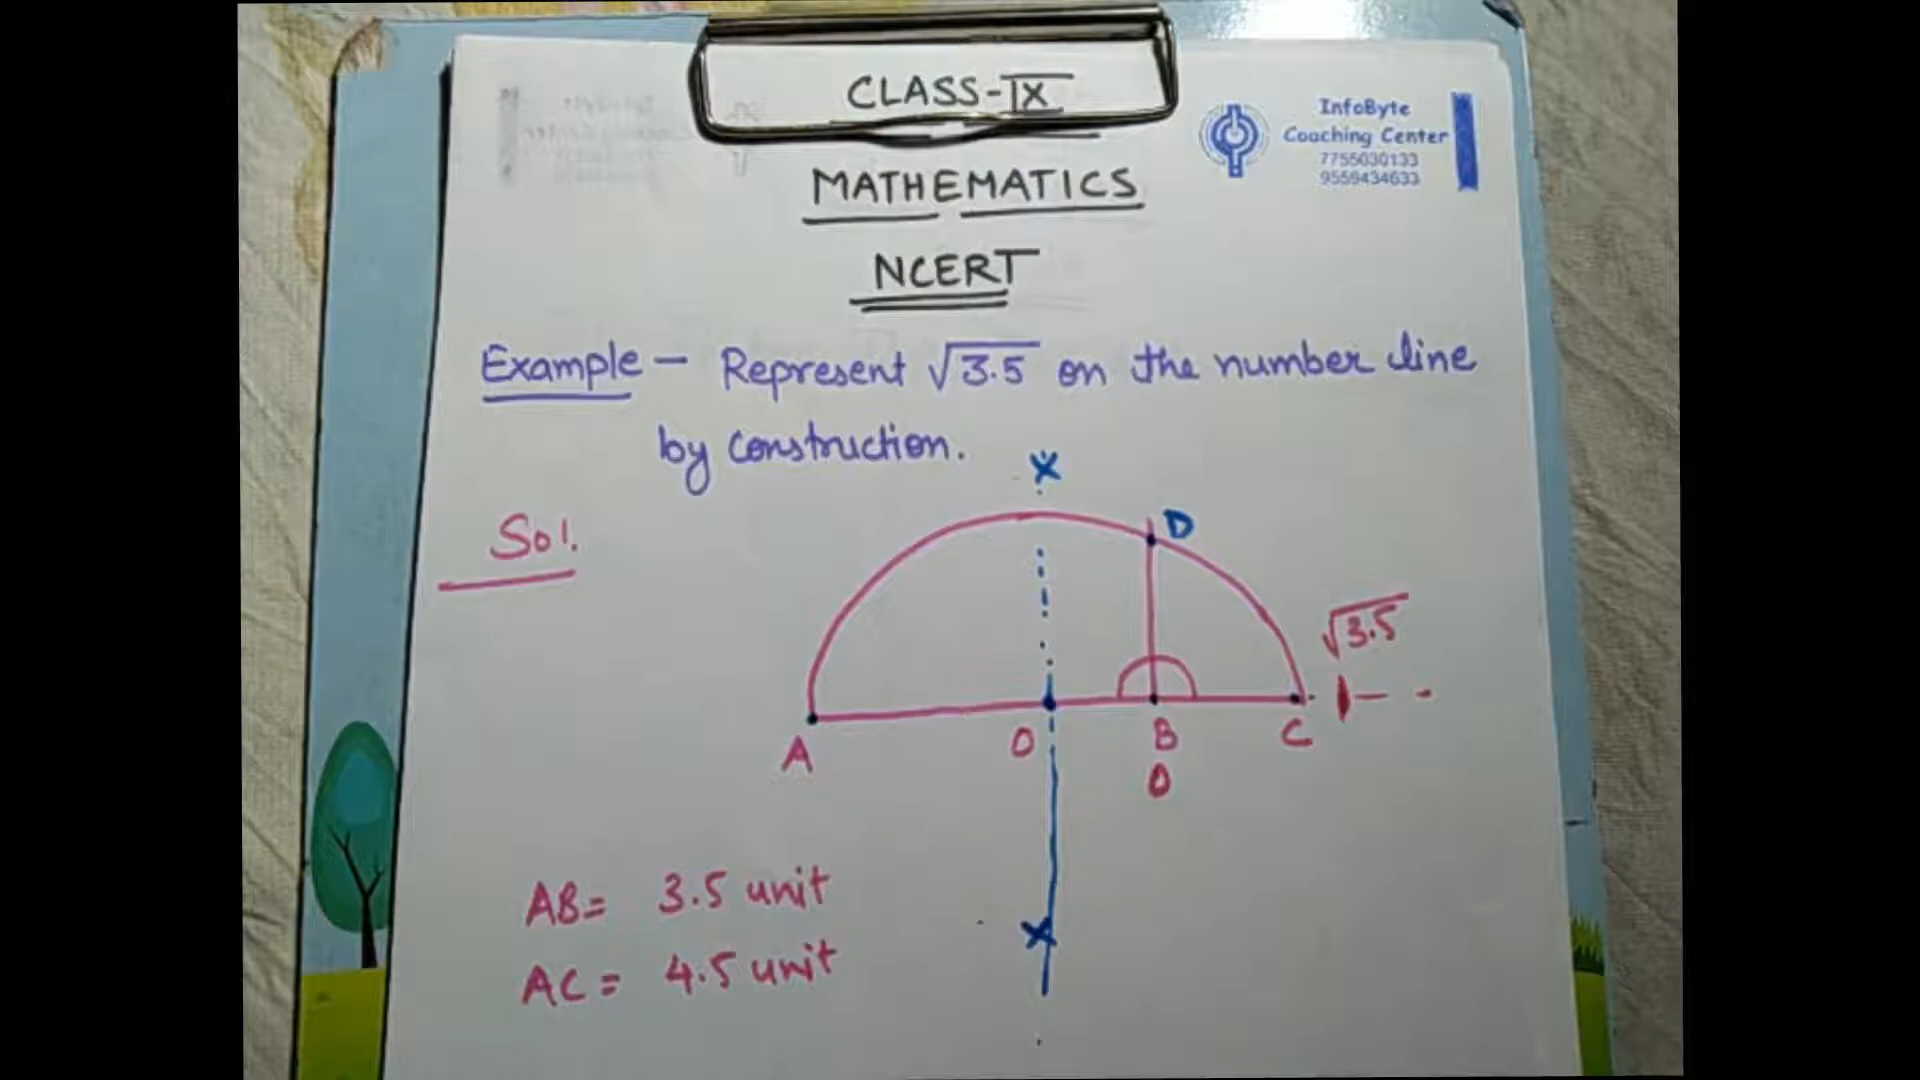 CLASS-IX
InfoByte
Coaching Center
7755030133
9559434633
MATHEMATICS
NCERT
Example - Represent √3.5 on the number line
by construction.
X
Sol.
D
√3.5
A
O
B
C
O
AB = 3.5 unit
AC = 4.5 unit
X